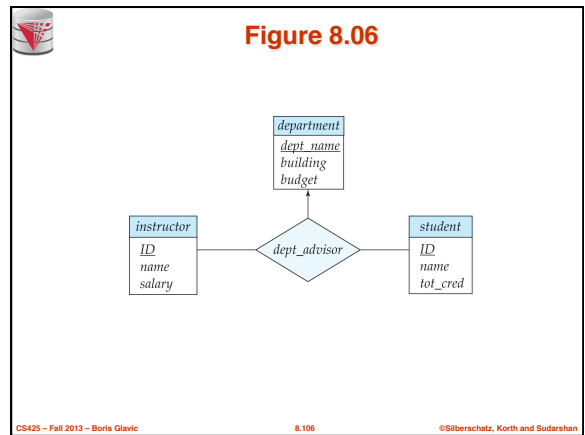 Figure 8.06
department
dept_name
building
budget
instructor
ID
name
salary
dept_advisor
student
ID
name
tot_cred
CS425 – Fall 2013 – Boris Glavic
8.106
©Silberschatz, Korth and Sudarshan